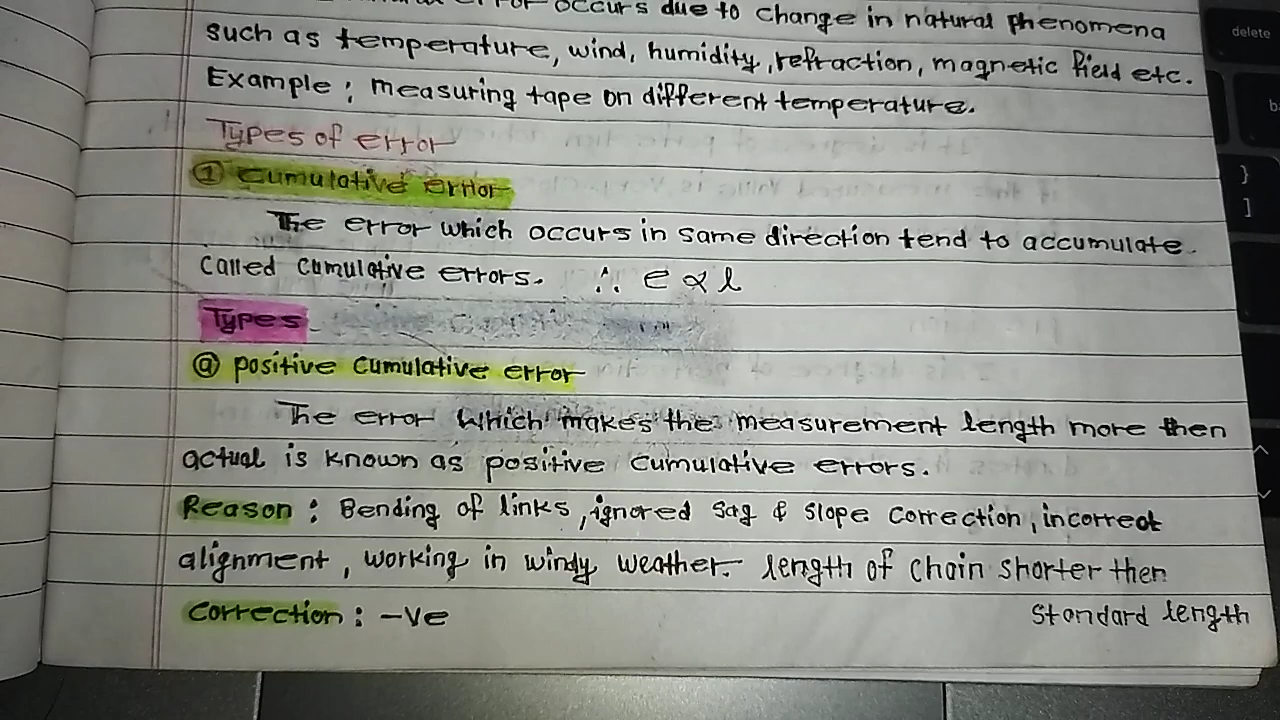 error occurs due to change in natural phenomena
such as temperature, wind, humidity, refraction, magnetic field etc.
Example : measuring tape on different temperature.
Types of error
① Cumulative error
The error which occurs in same direction tend to accumulate
Called cumulative errors. ∴ e ∝ l
Types
ⓐ positive cumulative error
The error which makes the measurement length more then
actual is known as positive cumulative errors.
Reason : Bending of links, ignored sag & slope correction, incorrect
alignment, working in windy weather. length of chain shorter then
standard length
Correction : -ve
delete
}
]